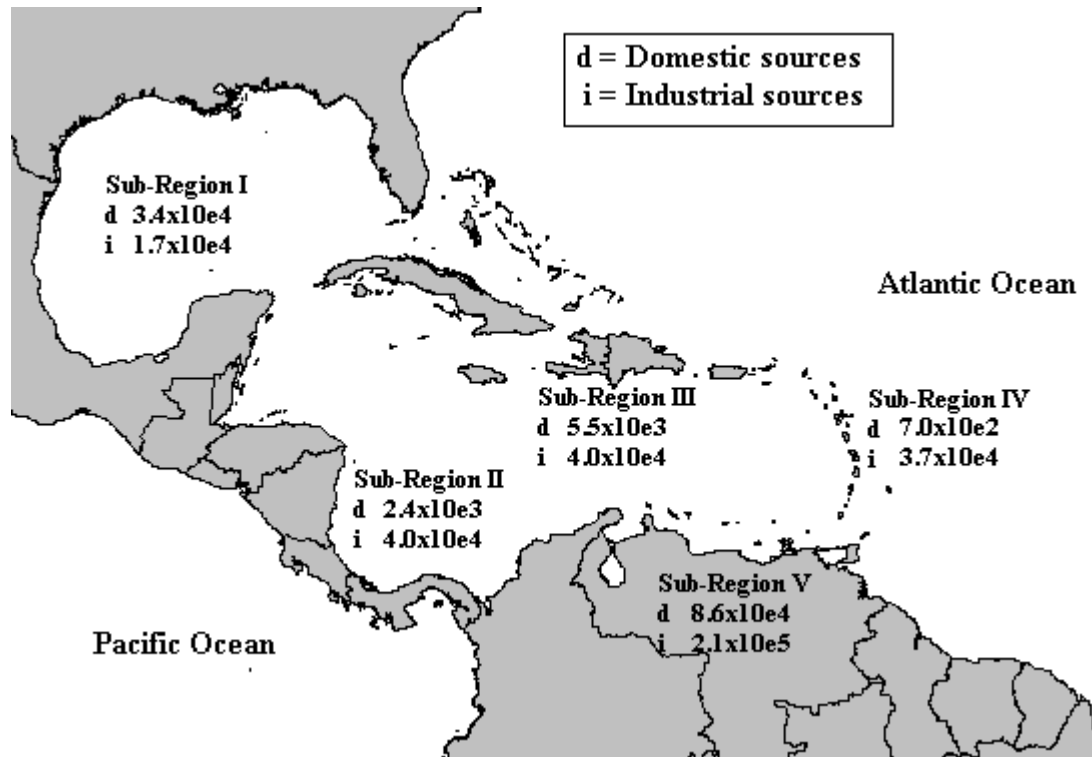 d = Domestic sources
i = Industrial sources
Sub-Region I
d 3.4x10e4
i 1.7x10e4
Atlantic Ocean
Sub-Region III
d 5.5x10e3
i 4.0x10e4
Sub-Region IV
d 7.0x10e2
i 3.7x10e4
Sub-Region II
d 2.4x10e3
i 4.0x10e4
Sub-Region V
d 8.6x10e4
i 2.1x10e5
Pacific Ocean